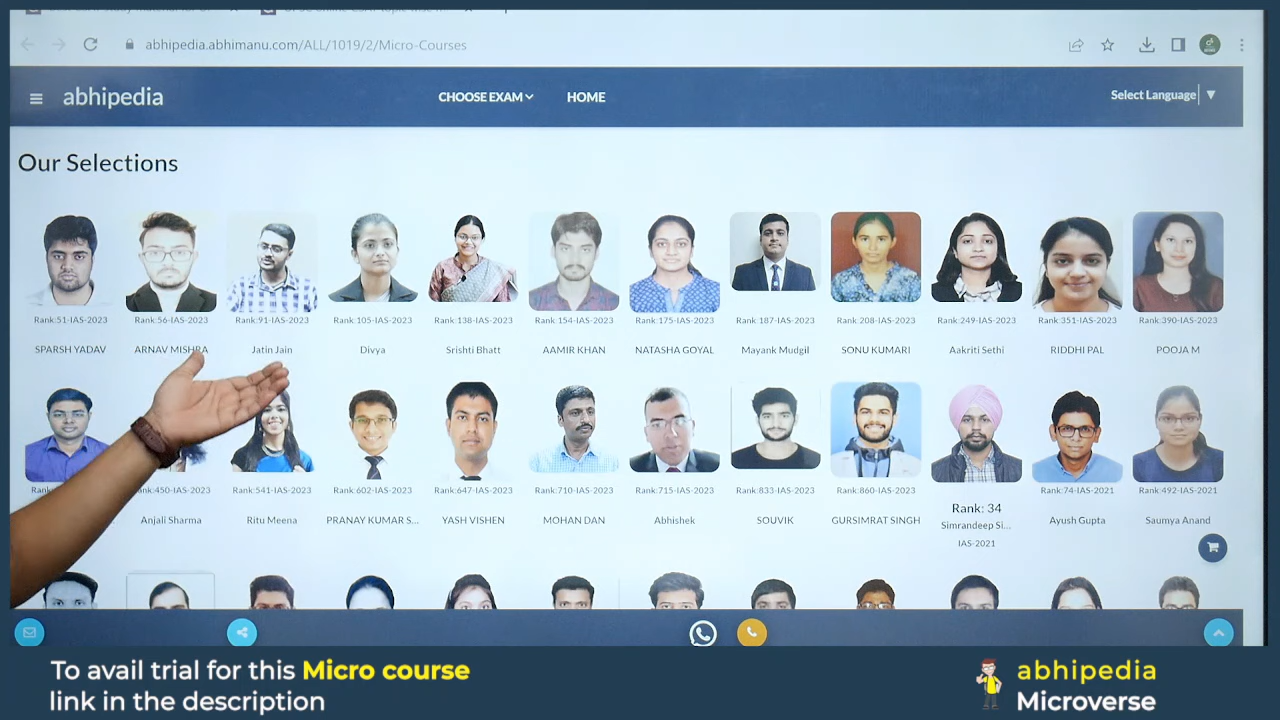 abhipedia.abhimanu.com/ALL/1019/2/Micro-Courses
abhipedia
CHOOSE EXAM
HOME
Select Language
Our Selections
Rank:51-IAS-2023
Rank:56-IAS-2023
Rank:91-IAS-2023
Rank:105-IAS-2023
Rank:138-IAS-2023
Rank:154-IAS-2023
Rank:175-IAS-2023
Rank 187-IAS-2023
Rank:208-IAS-2023
Rank:249-IAS-2023
Rank:351-IAS-2023
Rank:390-IAS-2023
SPARSH YADAV
ARNAV MISHRA
Jatin Jain
Divya
Srishti Bhatt
AAMIR KHAN
NATASHA GOYAL
Mayank Mudgil
SONU KUMARI
Aakriti Sethi
RIDDHI PAL
POOJA M
:450-IAS-2023
Rank:541-IAS-2023
Rank:602-IAS-2023
Rank:647-IAS-2023
Rank:710-IAS-2023
Rank:715-IAS-2023
Rank:833-IAS-2023
Rank:860-IAS-2023
Rank: 34
Rank:74-IAS-2021
Rank:492-IAS-2021
Anjali Sharma
Ritu Meena
PRANAY KUMAR S...
YASH VISHEN
MOHAN DAN
Abhishek
SOUVIK
GURSIMRAT SINGH
Simrandeep Si...
IAS-2021
Ayush Gupta
Saumya Anand
To avail trial for this Micro course
link in the description
abhipedia
Microverse